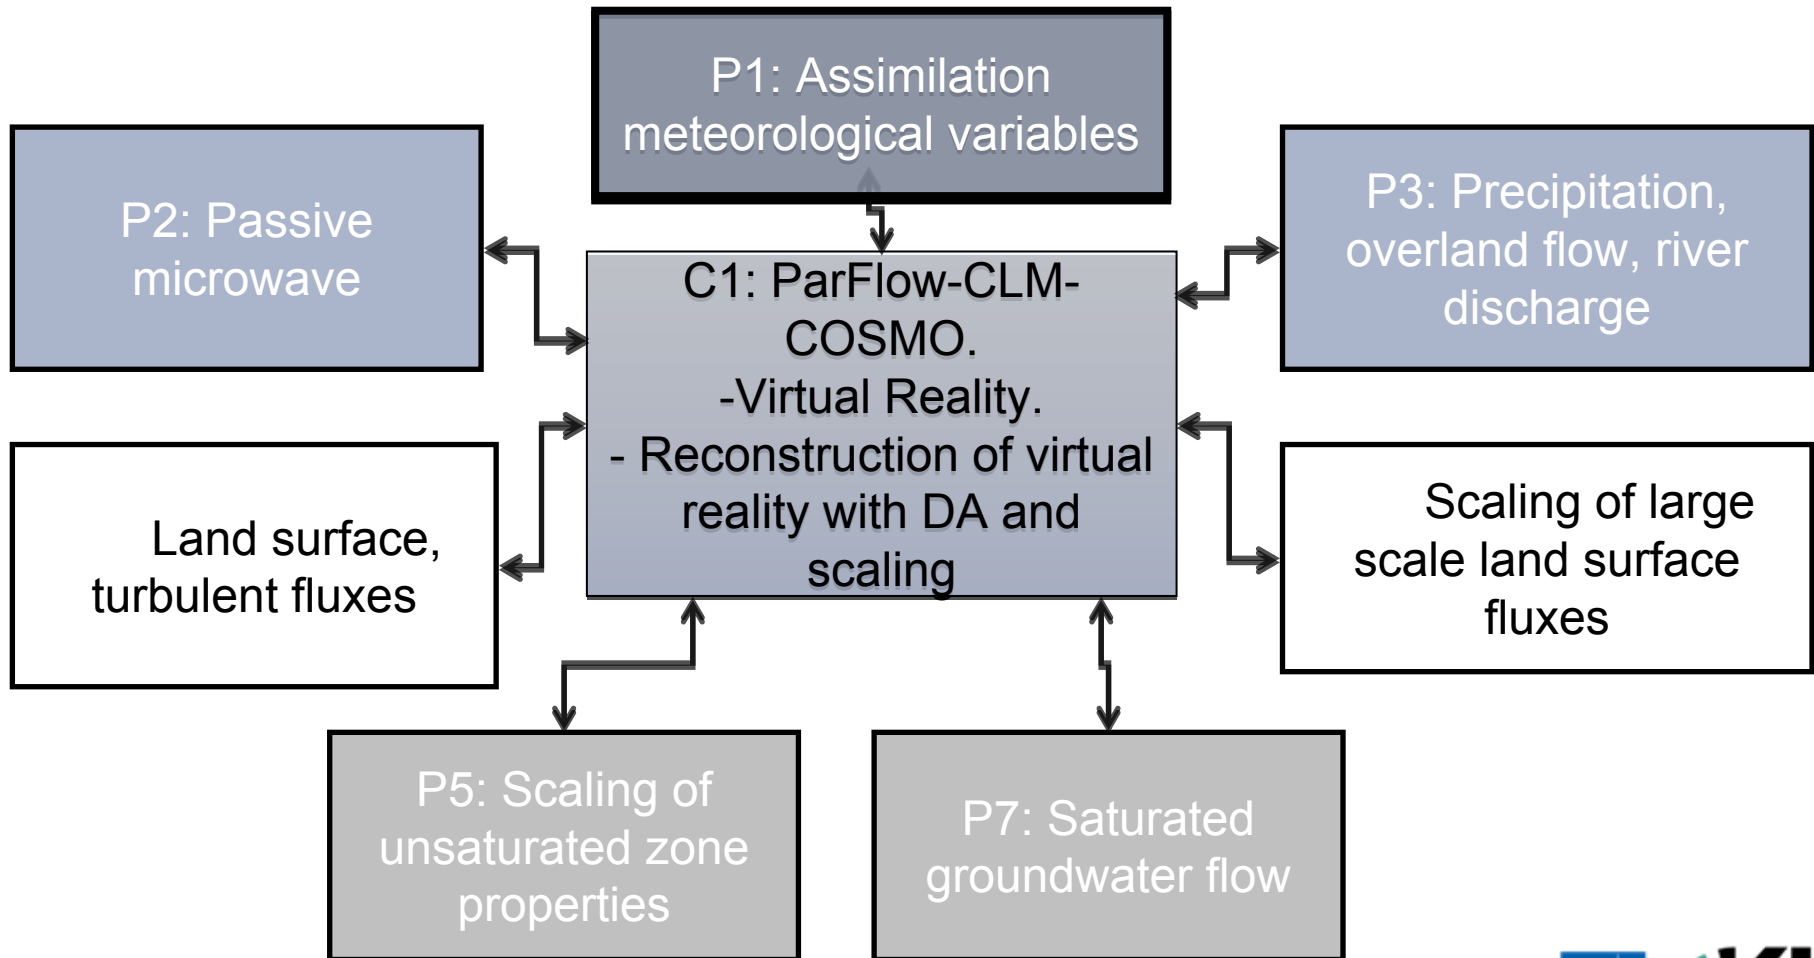 P1: Assimilation
meteorological variables
P2: Passive
microwave
P3: Precipitation,
overland flow, river
discharge
C1: ParFlow-CLM-
COSMO.
-Virtual Reality.
- Reconstruction of virtual
reality with DA and
scaling
Land surface,
turbulent fluxes
Scaling of large
scale land surface
fluxes
P5: Scaling of
unsaturated zone
properties
P7: Saturated
groundwater flow